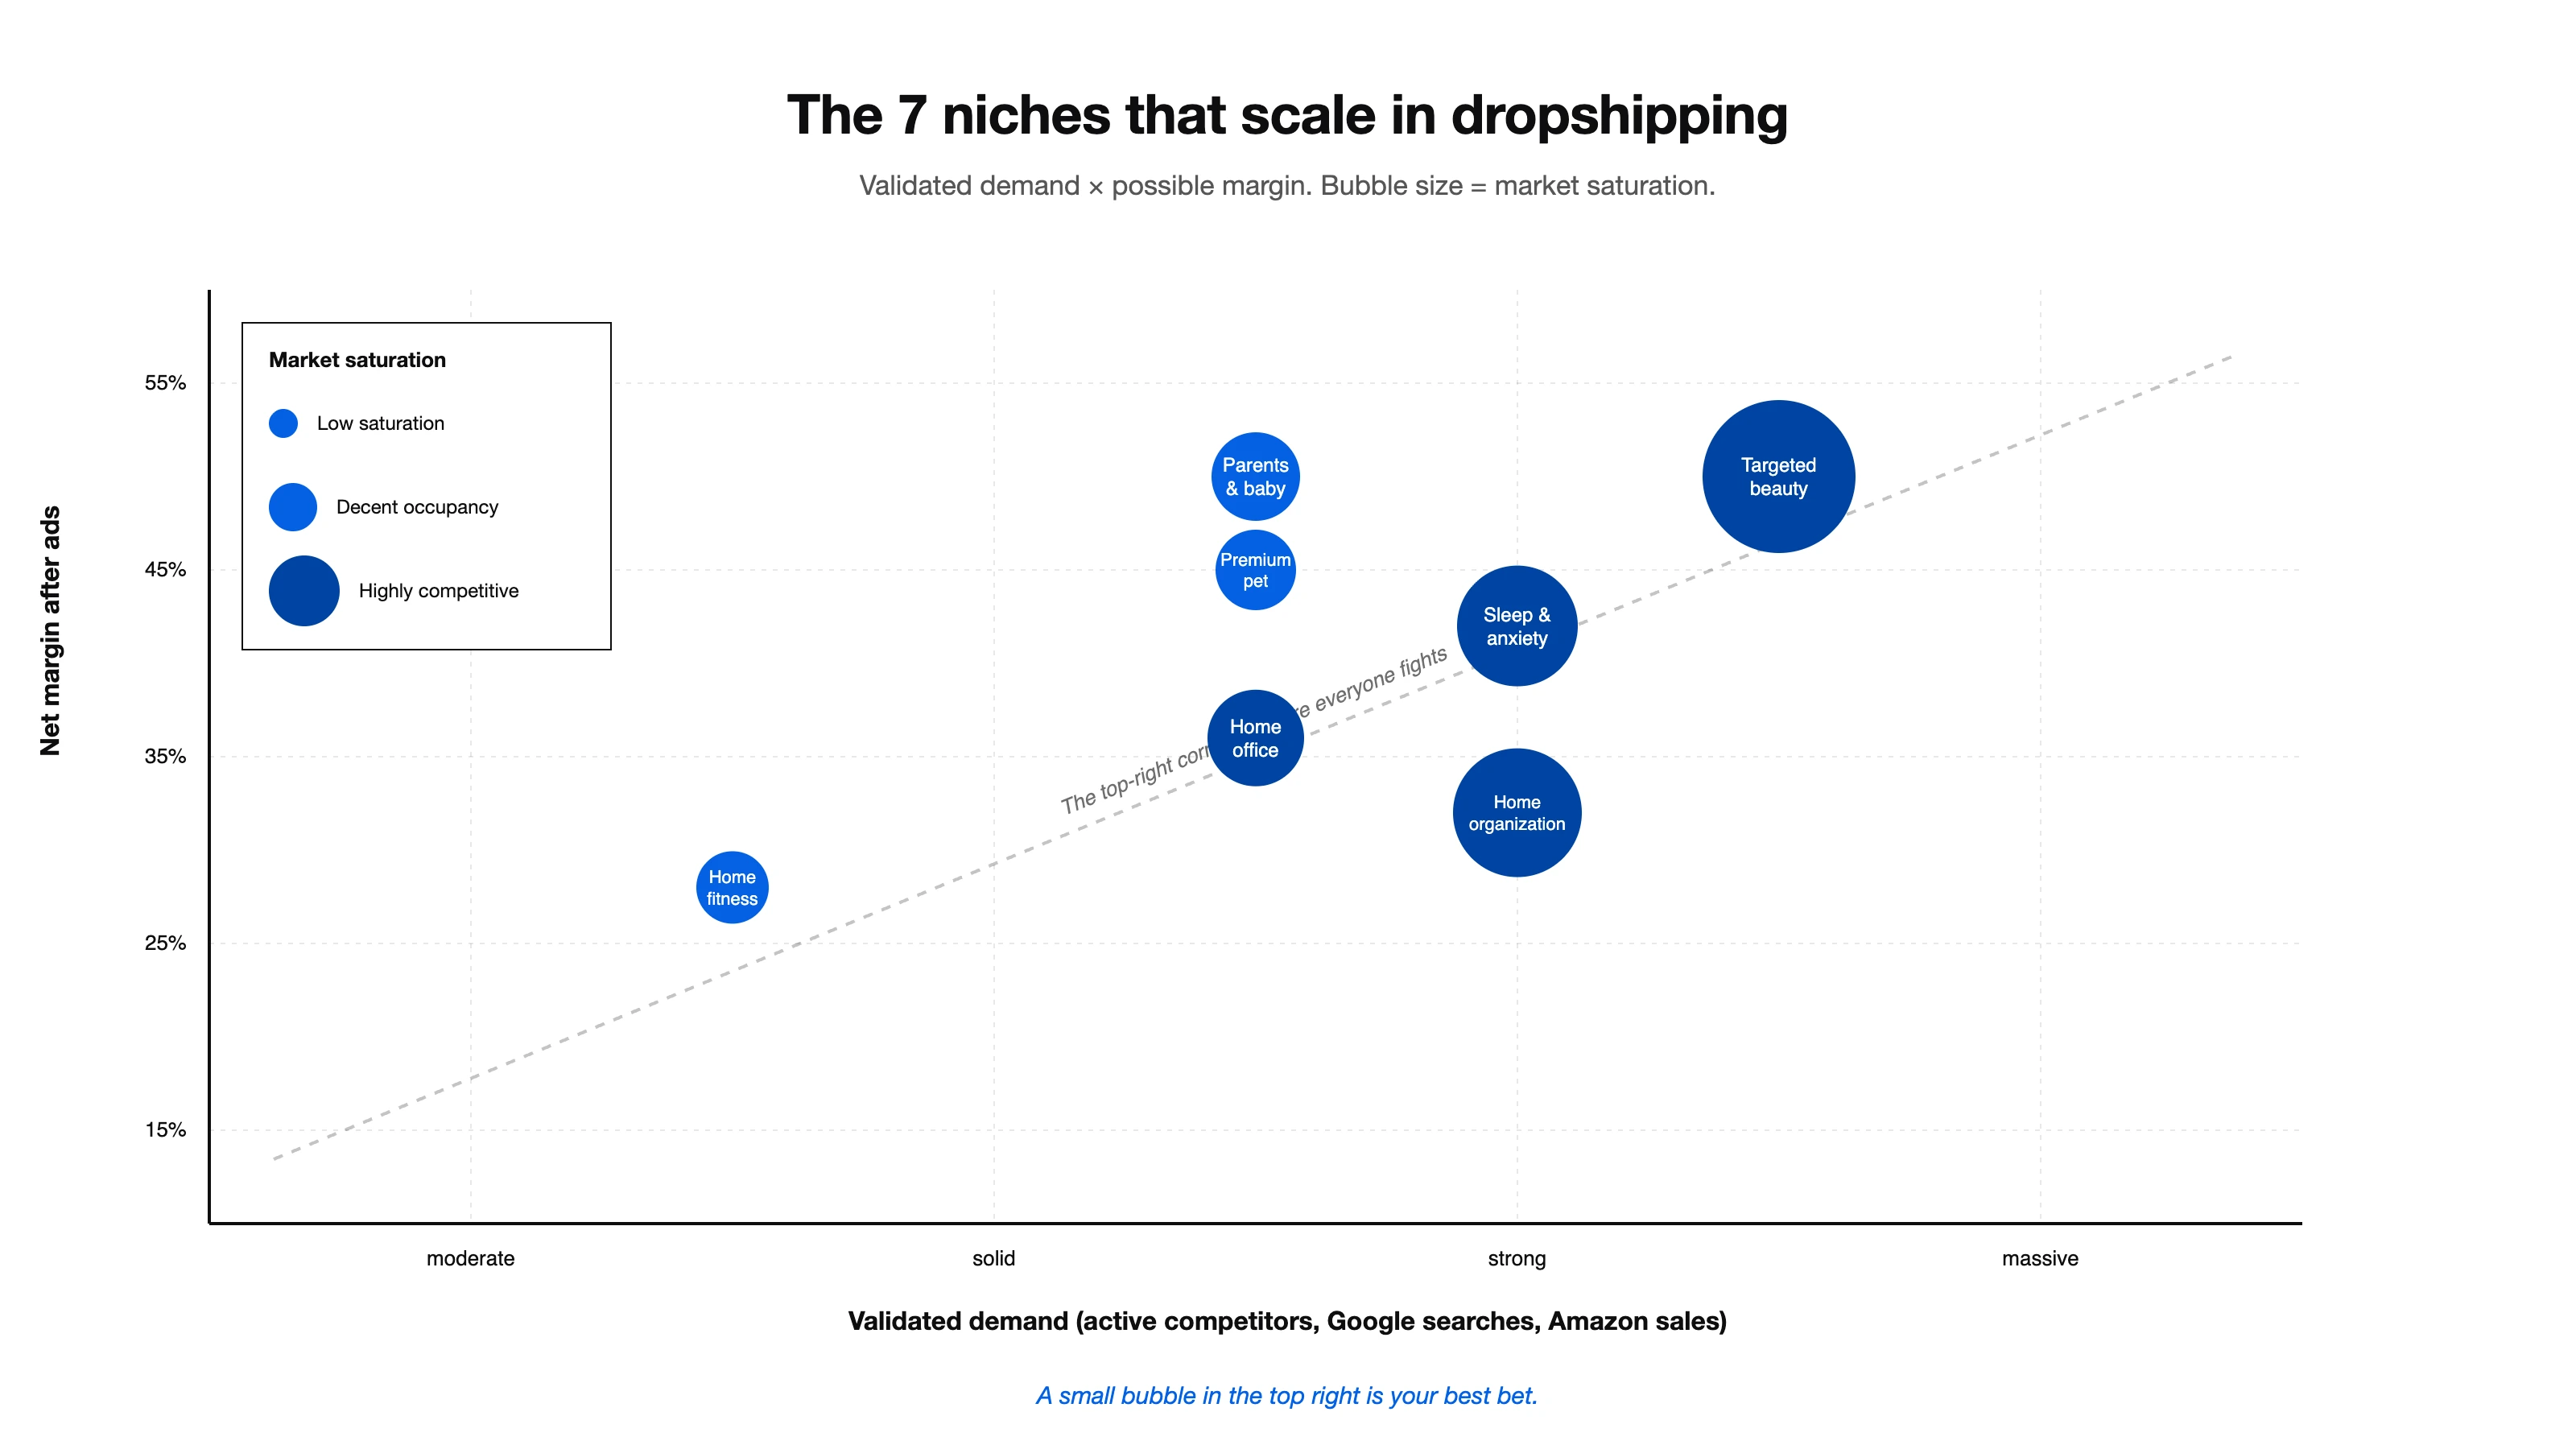 The 7 niches that scale in dropshipping
Validated demand × possible margin. Bubble size = market saturation.
Market saturation
Low saturation
Decent occupancy
Highly competitive
Net margin after ads
55%
45%
35%
25%
15%
Parents
& baby
Premium
pet
Targeted
beauty
Sleep &
anxiety
The top-right everyone fights
Home
office
Home
organization
Home
fitness
moderate
solid
strong
massive
Validated demand (active competitors, Google searches, Amazon sales)
A small bubble in the top right is your best bet.